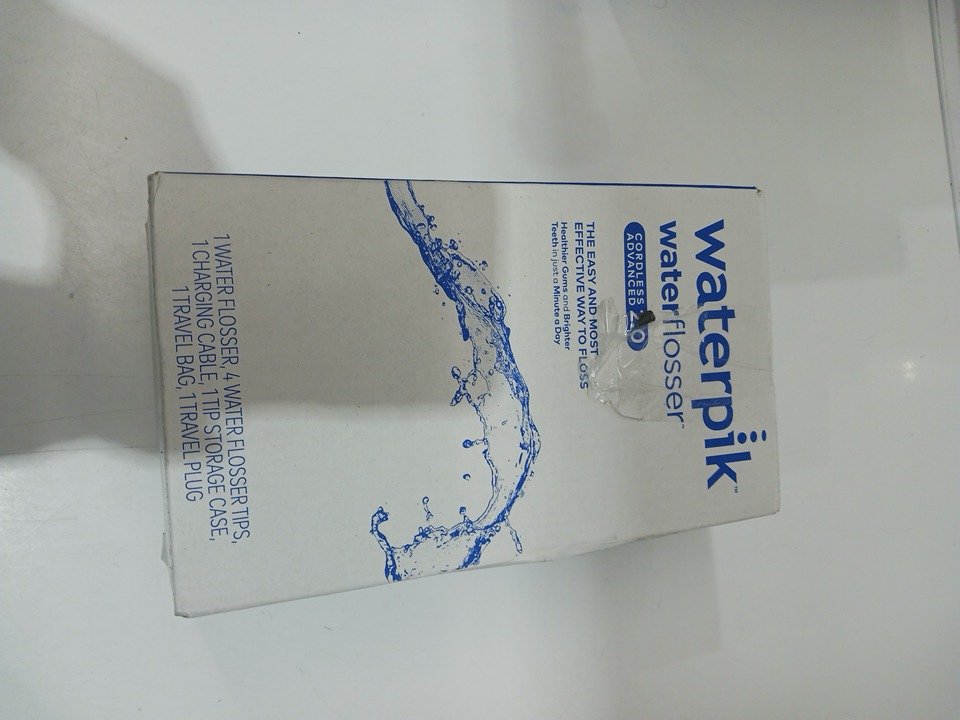 waterpik™
waterflosser™
CORDLESS
ADVANCED 2.0
THE EASY AND MOST
EFFECTIVE WAY TO FLOSS
Healthier Gums and Brighter
Teeth in just a Minute a Day
1 WATER FLOSSER, 4 WATER FLOSSER TIPS,
1 CHARGING CABLE, 1 TIP STORAGE CASE,
1 TRAVEL BAG, 1 TRAVEL PLUG